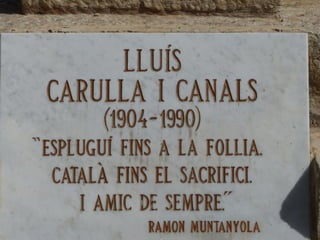 LLUÍS
CARULLA I CANALS
(1904-1990)
"ESPLUGUÍ FINS A LA FOLLIA.
CATALÀ FINS EL SACRIFICI.
I AMIC DE SEMPRE"
RAMON MUNTANYOLA